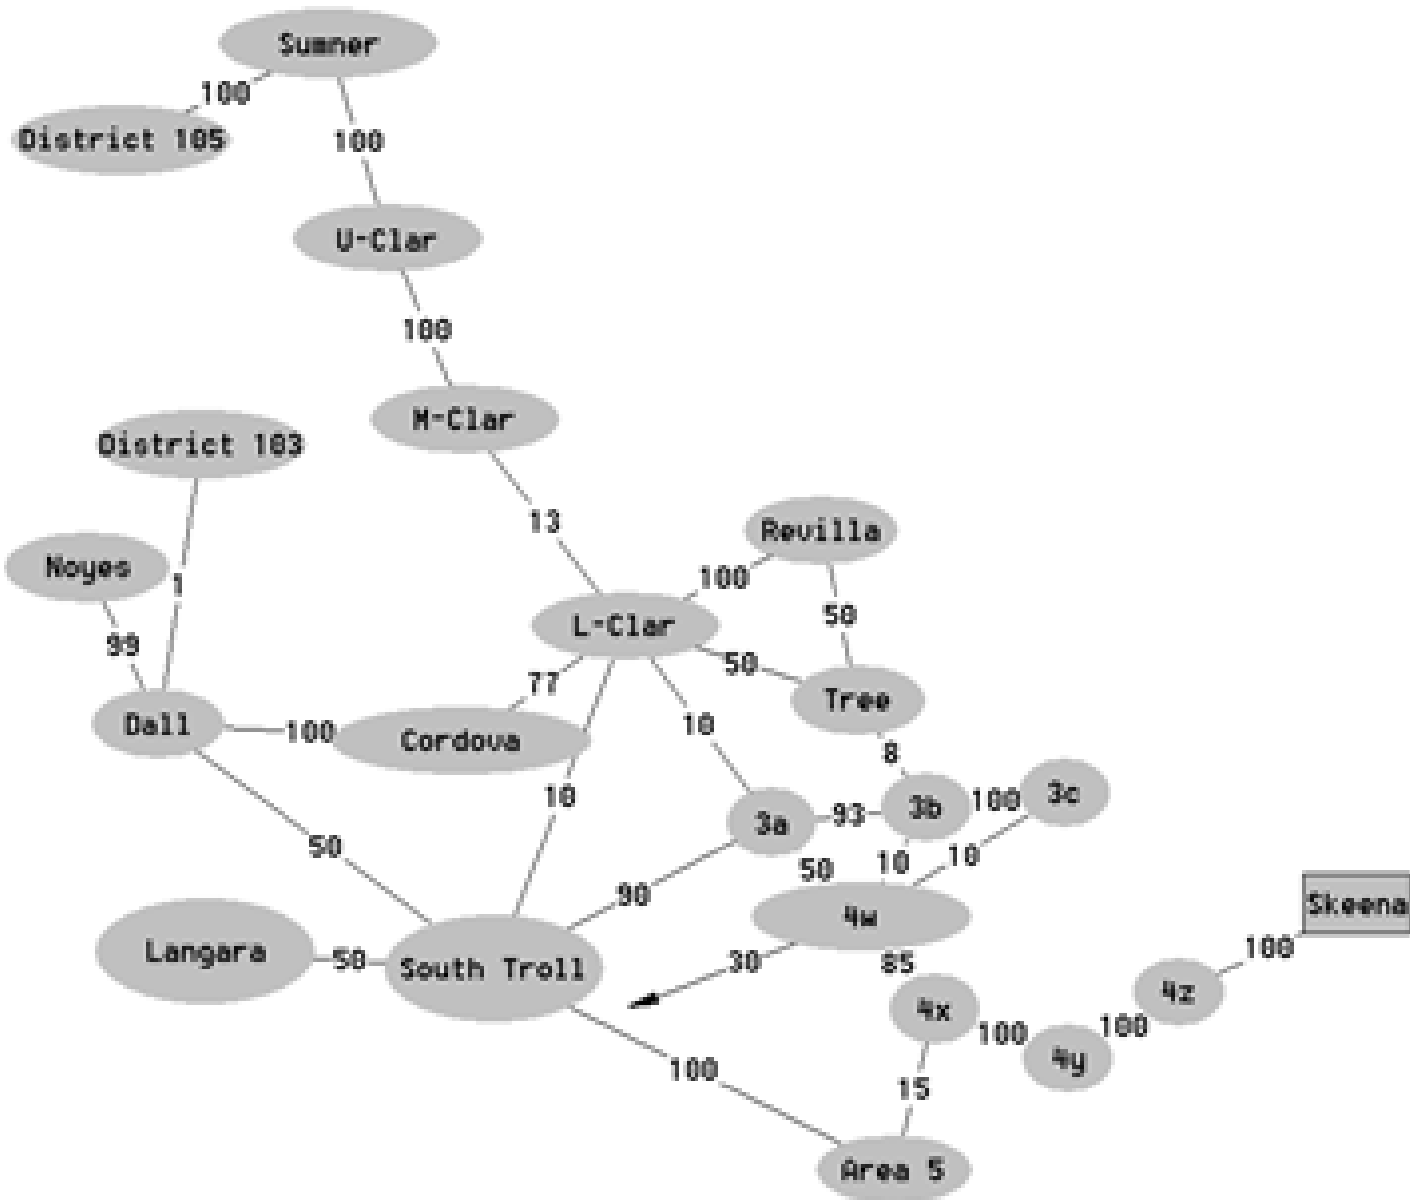 Sumner
100
District 105
100
U-Clar
100
M-Clar
District 103
13
Revilla
Noyes
1
100
50
L-Clar
99
77
50
Tree
Dall
100
Cordova
10
8
10
3a
93
3b
100
3c
50
50
10
10
90
4w
Skeena
Langara
50
South Troll
30
85
100
4x
4z
100
100
4y
100
15
Area 5